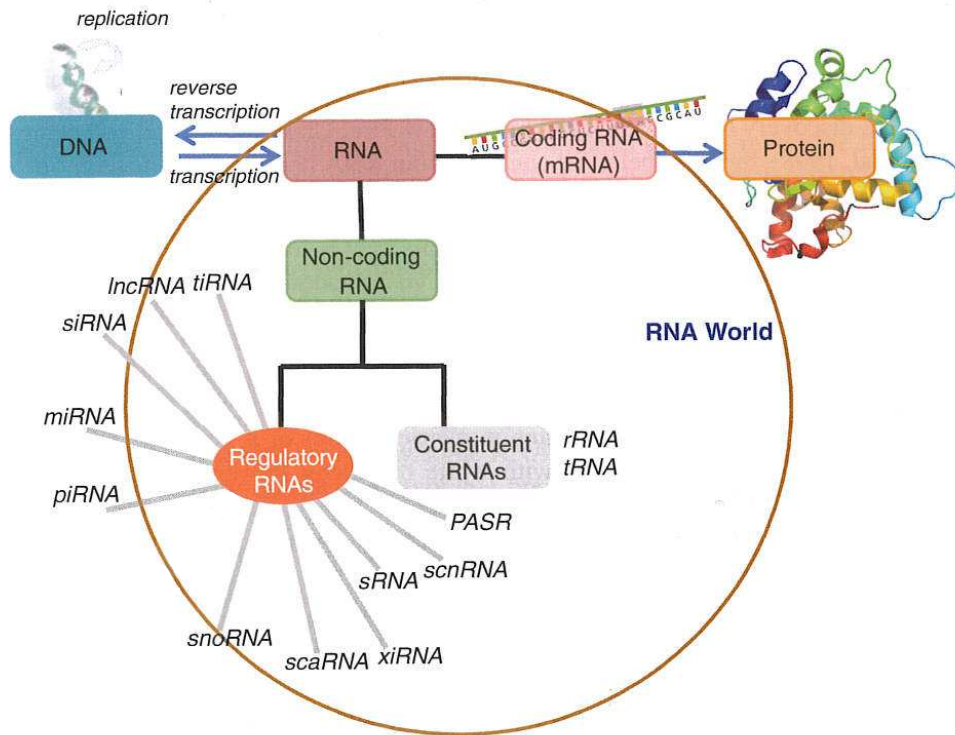 replication
reverse
transcription
DNA
transcription
RNA
Coding RNA
(mRNA)
Protein
Non-coding
RNA
lncRNA tiRNA
siRNA
RNA World
miRNA
Regulatory
RNAs
Constituent
RNAs
rRNA
tRNA
piRNA
PASR
sRNA
scnRNA
snoRNA
scaRNA
xiRNA